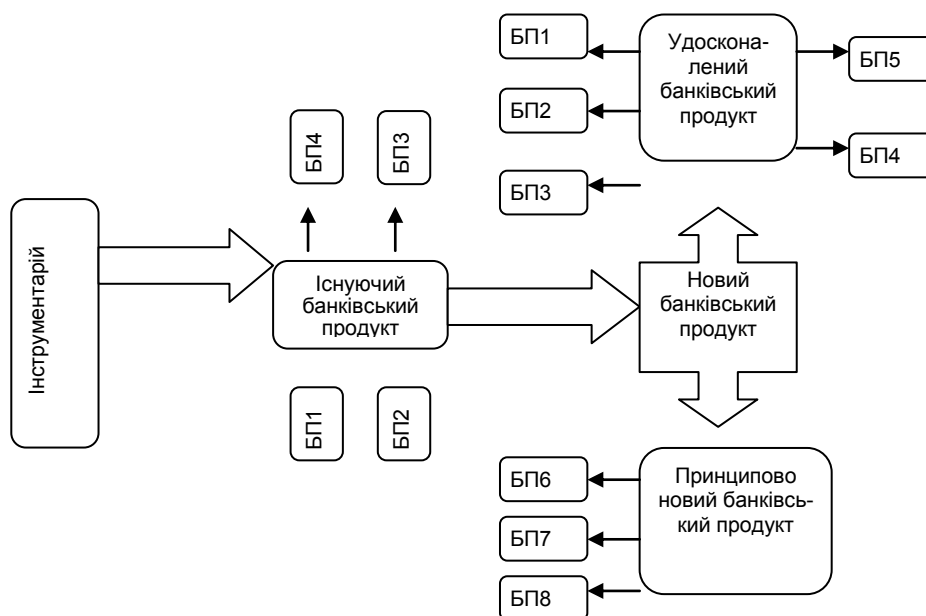 Інструментарій
БП4
БП3
Існуючий
банківський
продукт
БП1
БП2
БП1
БП2
БП3
Удоскона-
лений
банківський
продукт
БП5
БП4
Новий
банківський
продукт
БП6
БП7
БП8
Принципово
новий банківсь-
кий продукт